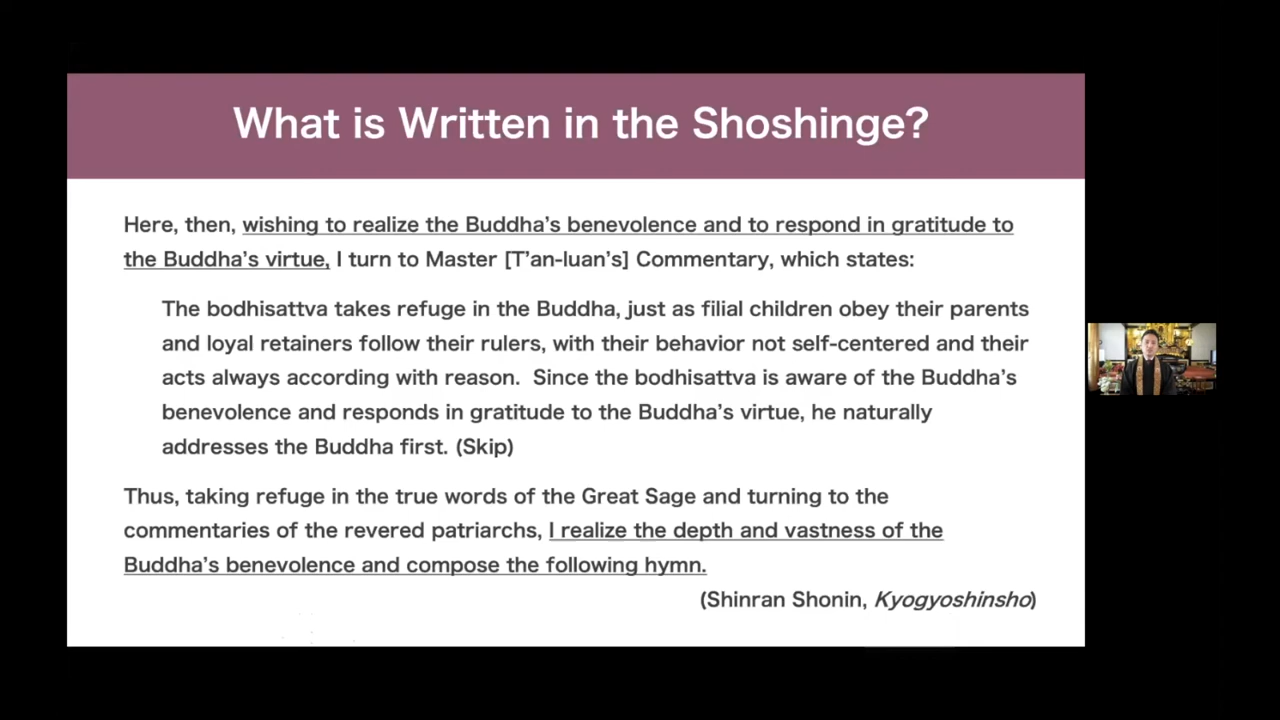 What is Written in the Shoshinge?
Here, then, wishing to realize the Buddha's benevolence and to respond in gratitude to
the Buddha's virtue, I turn to Master [T'an-luan's] Commentary, which states:
The bodhisattva takes refuge in the Buddha, just as filial children obey their parents
and loyal retainers follow their rulers, with their behavior not self-centered and their
acts always according with reason. Since the bodhisattva is aware of the Buddha's
benevolence and responds in gratitude to the Buddha's virtue, he naturally
addresses the Buddha first. (Skip)
Thus, taking refuge in the true words of the Great Sage and turning to the
commentaries of the revered patriarchs, I realize the depth and vastness of the
Buddha's benevolence and compose the following hymn.
(Shinran Shonin, Kyogyoshinsho)